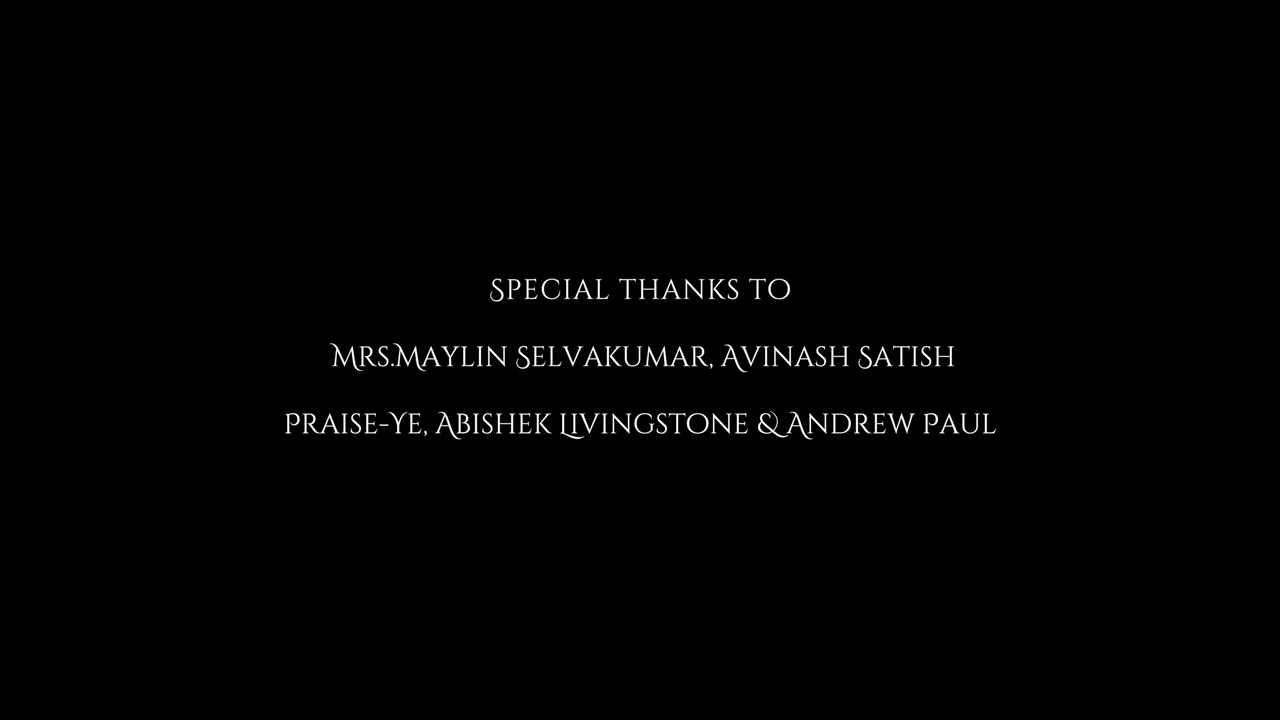 Special thanks to
Mrs.Maylin Selvakumar, Avinash Satish
Praise-Ye, Abishek Livingstone & Andrew Paul